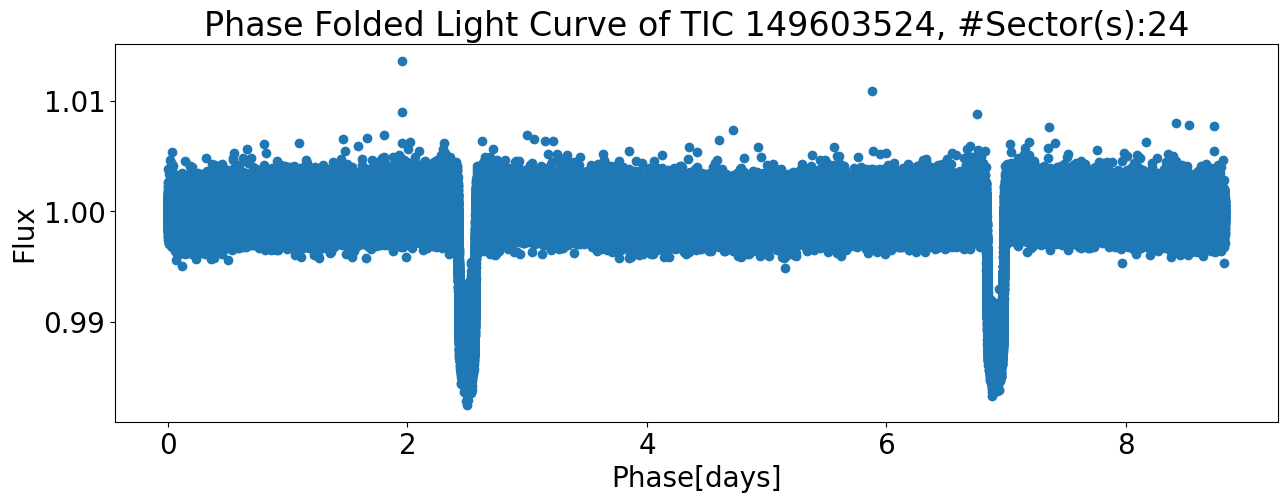 Phase Folded Light Curve of TIC 149603524, #Sector(s):24
Flux
1.01
1.00
0.99
0 2 4 6 8
Phase[days]